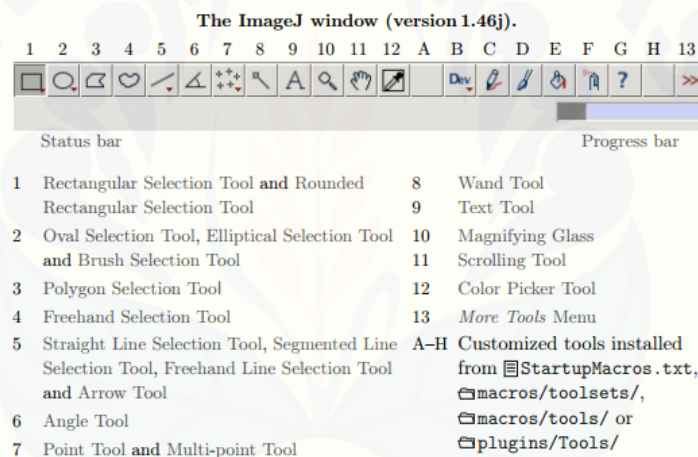 The ImageJ window (version 1.46j).
1 2 3 4 5 6 7 8 9 10 11 12 A B C D E F G H 13
A Dev ? >>
Status bar Progress bar
1 Rectangular Selection Tool and Rounded
Rectangular Selection Tool
2 Oval Selection Tool, Elliptical Selection Tool
and Brush Selection Tool
3 Polygon Selection Tool
4 Freehand Selection Tool
5 Straight Line Selection Tool, Segmented Line
Selection Tool, Freehand Line Selection Tool
and Arrow Tool
6 Angle Tool
7 Point Tool and Multi-point Tool
8 Wand Tool
9 Text Tool
10 Magnifying Glass
11 Scrolling Tool
12 Color Picker Tool
13 More Tools Menu
A–H Customized tools installed
from StartupMacros.txt,
macros/toolsets/,
macros/tools/ or
plugins/Tools/